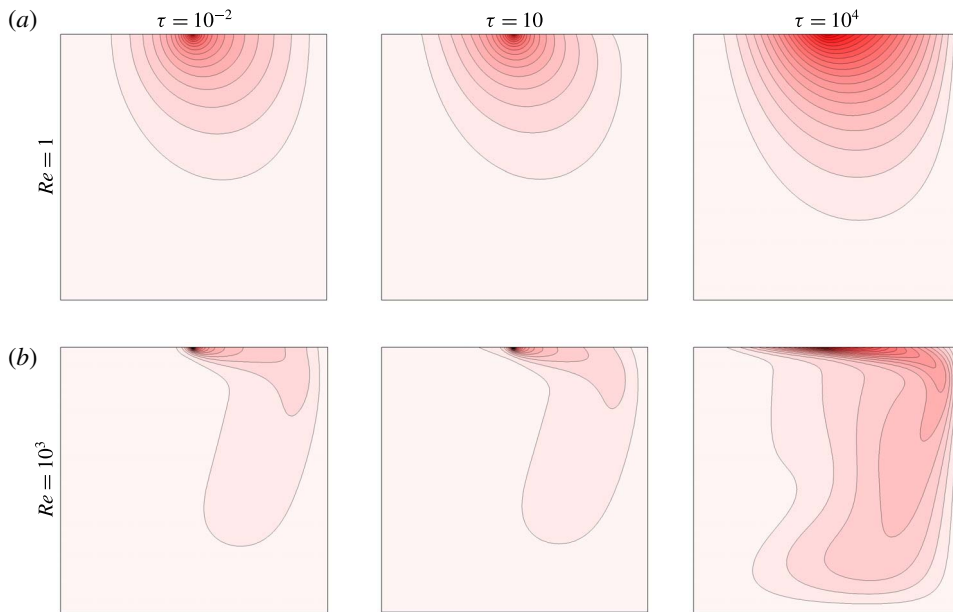 (a)
τ = 10⁻² τ = 10 τ = 10⁴
Re = 1
(b)
Re = 10³